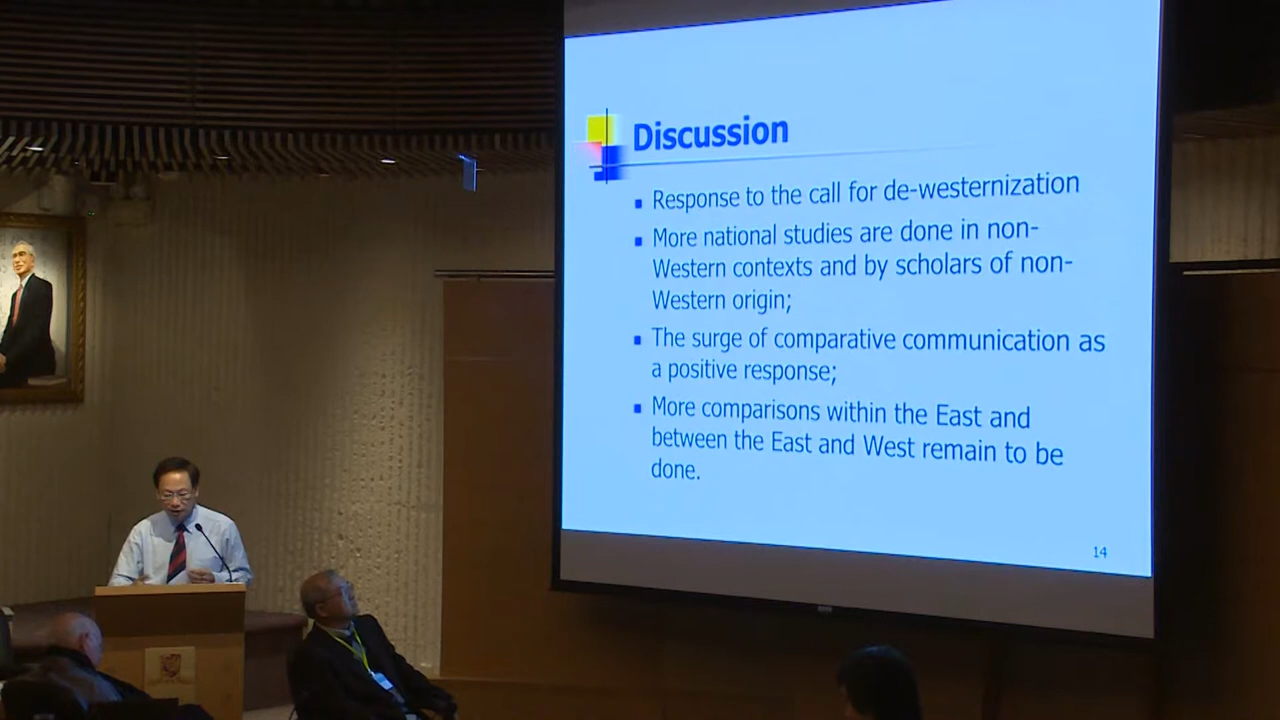 Discussion
Response to the call for de-westernization
More national studies are done in non-
Western contexts and by scholars of non-
Western origin;
The surge of comparative communication as
a positive response;
More comparisons within the East and
between the East and West remain to be
done.
14